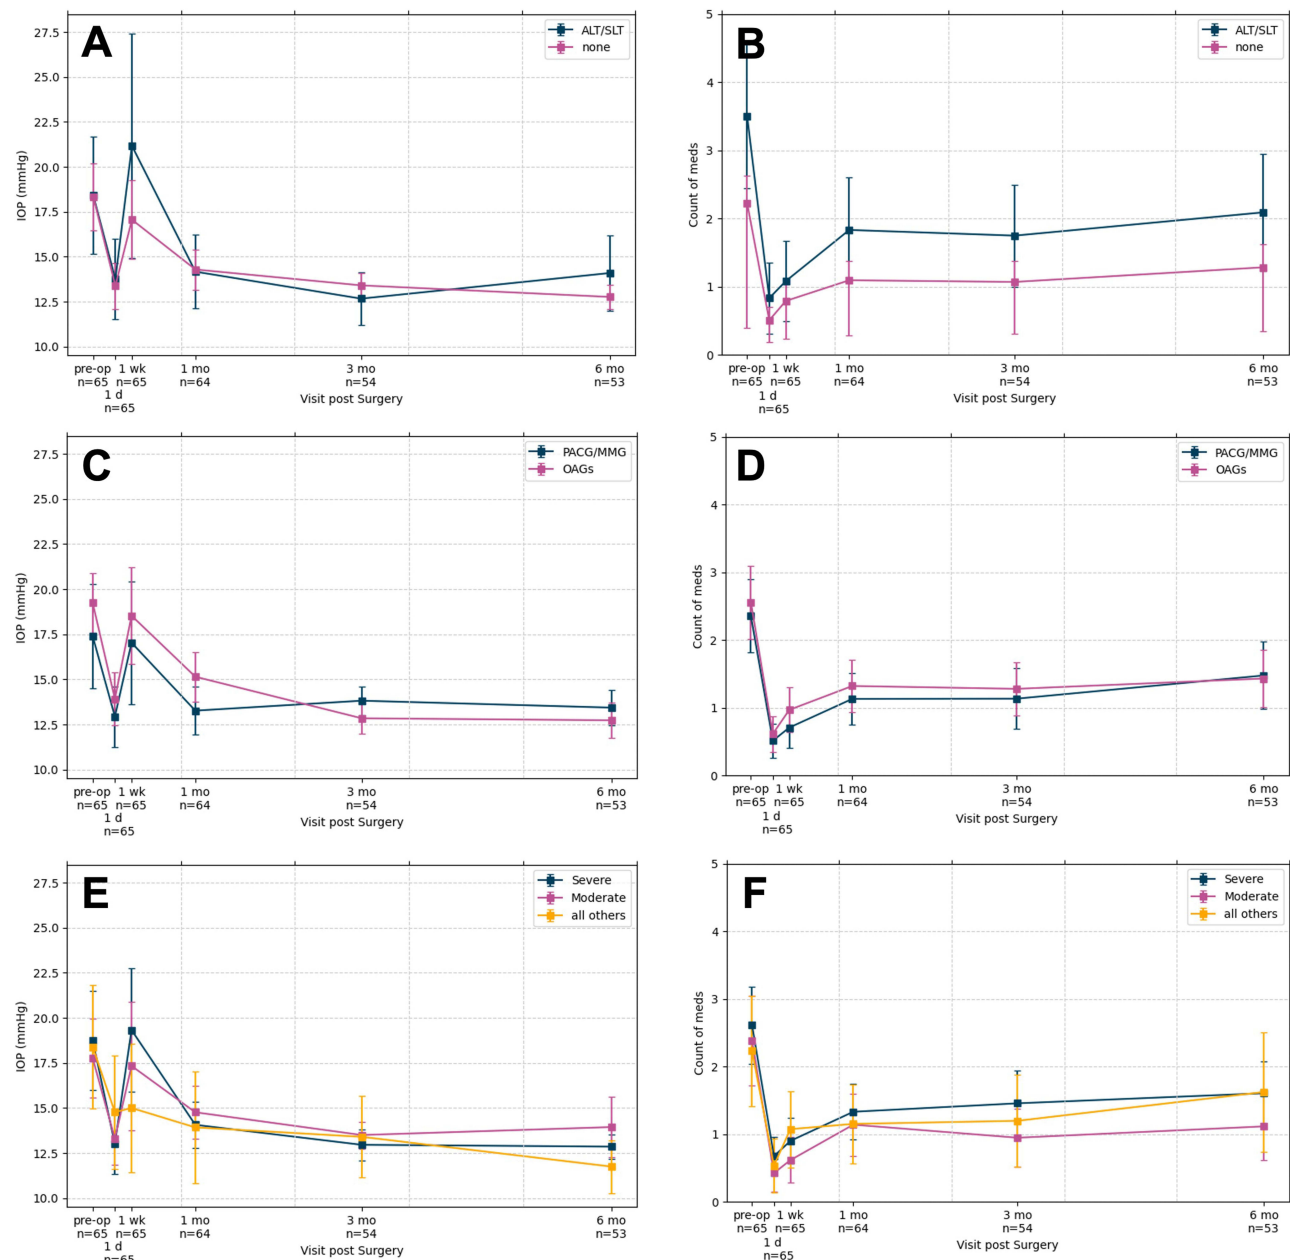 A
ALT/SLT
none
27.5
25.0
22.5
20.0
17.5
15.0
12.5
10.0
IOP (mmHg)
pre-op 1 wk 1 mo 3 mo 6 mo
n=65 n=65 n=64 n=54 n=53
1 d
n=65
Visit post Surgery
B
ALT/SLT
none
5
4
3
2
1
0
Count of meds
pre-op 1 wk 1 mo 3 mo 6 mo
n=65 n=65 n=64 n=54 n=53
1 d
n=65
Visit post Surgery
C
PACG/MMG
OAGs
27.5
25.0
22.5
20.0
17.5
15.0
12.5
10.0
IOP (mmHg)
pre-op 1 wk 1 mo 3 mo 6 mo
n=65 n=65 n=64 n=54 n=53
1 d
n=65
Visit post Surgery
D
PACG/MMG
OAGs
5
4
3
2
1
0
Count of meds
pre-op 1 wk 1 mo 3 mo 6 mo
n=65 n=65 n=64 n=54 n=53
1 d
n=65
Visit post Surgery
E
Severe
Moderate
all others
27.5
25.0
22.5
20.0
17.5
15.0
12.5
10.0
IOP (mmHg)
pre-op 1 wk 1 mo 3 mo 6 mo
n=65 n=65 n=64 n=54 n=53
1 d
n=65
Visit post Surgery
F
Severe
Moderate
all others
5
4
3
2
1
0
Count of meds
pre-op 1 wk 1 mo 3 mo 6 mo
n=65 n=65 n=64 n=54 n=53
1 d
n=65
Visit post Surgery